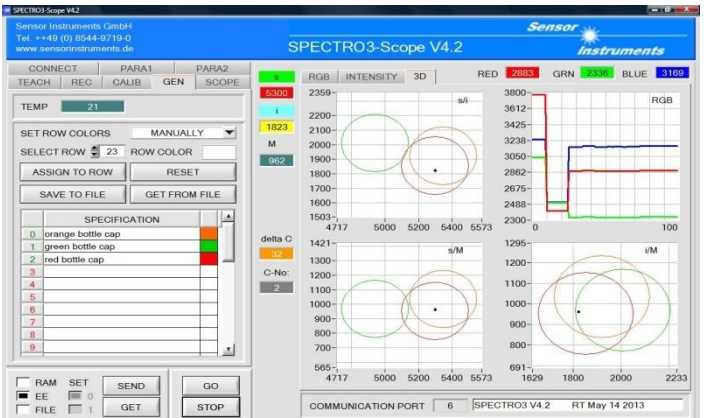 SPECTRO3-Scope V4.2
Sensor Instruments GmbH
Tel. ++49 (0) 8544-9719-0
www.sensorinstruments.de
SPECTRO3-Scope V4.2
Sensor
Instruments
CONNECT PARA1 PARA2
TEACH REC CALIB GEN SCOPE
TEMP 21
SET ROW COLORS MANUALLY
SELECT ROW 23 ROW COLOR
ASSIGN TO ROW RESET
SAVE TO FILE GET FROM FILE
SPECIFICATION
0 orange bottle cap
1 green bottle cap
2 red bottle cap
3
4
5
6
7
8
9
RAM SET SEND GO
EE 0
FILE 1 GET STOP
s
5300
i
1823
M
962
delta C
32
C-No:
2
RGB INTENSITY 3D
RED 2883 GRN 2336 BLUE 3169
s/i
2359
2200
2100
2000
1900
1800
1700
1600
1503
4717 5000 5200 5400 5573
RGB
3800
3612
3425
3238
3050
2862
2675
2488
2300
0 100
s/M
1421
1300
1200
1100
1000
900
800
700
565
4717 5000 5200 5400 5573
i/M
1295
1200
1100
1000
900
800
691
1629 1800 2000 2233
COMMUNICATION PORT 6 SPECTRO3 V4.2 RT May 14 2013